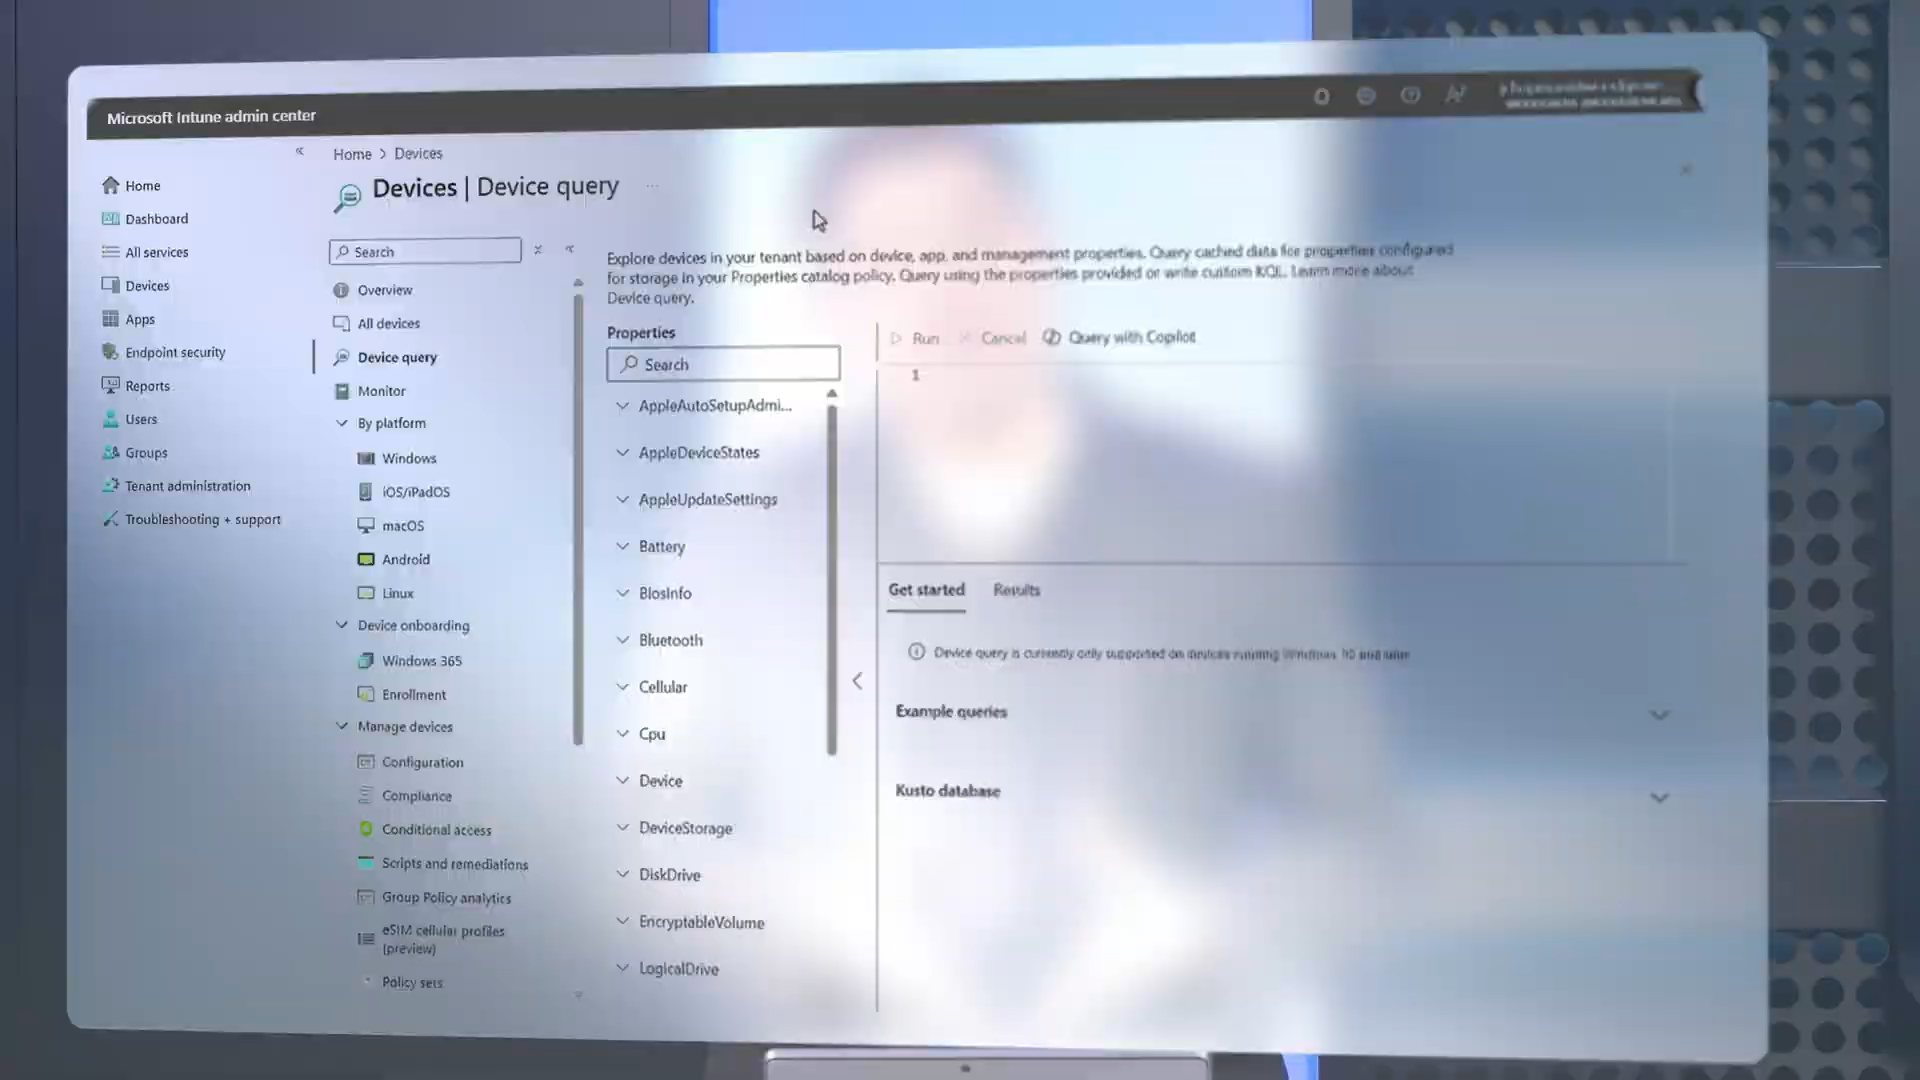 Microsoft Intune admin center
Home
Dashboard
All services
Devices
Apps
Endpoint security
Reports
Users
Groups
Tenant administration
Troubleshooting + support
Home > Devices
Devices | Device query
Search
Overview
All devices
Device query
Monitor
By platform
Windows
iOS/iPadOS
macOS
Android
Linux
Device onboarding
Windows 365
Enrollment
Manage devices
Configuration
Compliance
Conditional access
Scripts and remediations
Group Policy analytics
eSIM cellular profiles
(preview)
Policy sets
Explore devices in your tenant based on device, app, and management properties. Query cached data for properties configured
for storage in your Properties catalog policy. Query using the properties provided or write custom KQL. Learn more about
Device query.
Properties
Search
AppleAutoSetupAdmi...
AppleDeviceStates
AppleUpdateSettings
Battery
BiosInfo
Bluetooth
Cellular
Cpu
Device
DeviceStorage
DiskDrive
EncryptableVolume
LogicalDrive
Run Cancel Query with Copilot
1
Get started Results
Device query is currently only supported on devices running Windows 10 and later
Example queries
Kusto database